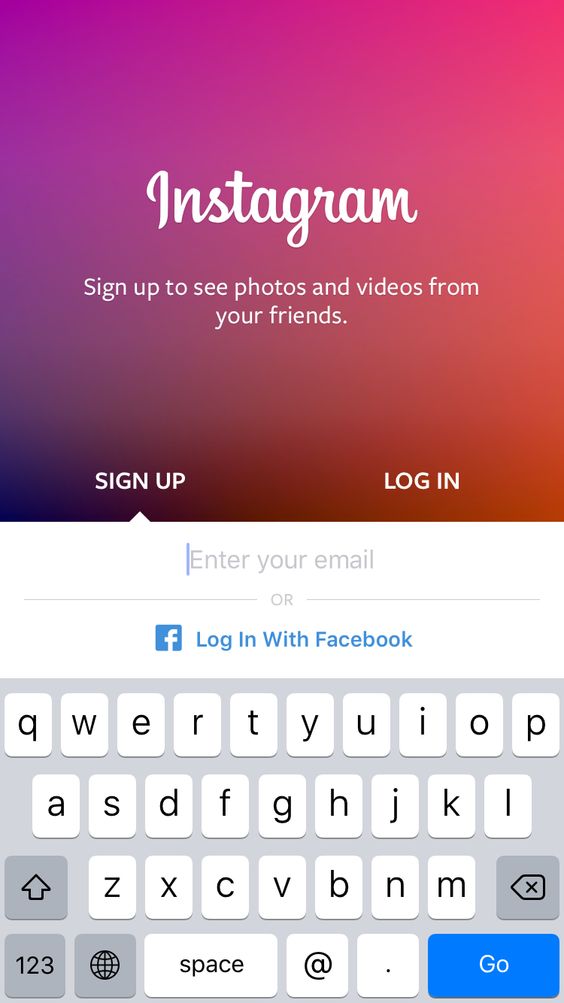 Instagram
Sign up to see photos and videos from
your friends.
SIGN UP LOG IN
Enter your email
OR
Log In With Facebook
q w e r t y u i o p
a s d f g h j k l
z x c v b n m
123 space @ . Go